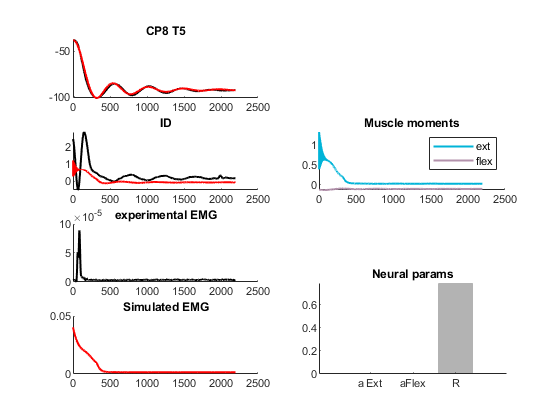 CP8 T5
-50
-100
0 500 1000 1500 2000 2500
ID
2
1
0
0 500 1000 1500 2000 2500
Muscle moments
1
0.5
0
ext
flex
0 500 1000 1500 2000 2500
experimental EMG
×10^-5
10
5
0
0 500 1000 1500 2000 2500
Simulated EMG
0.05
0
0 500 1000 1500 2000 2500
Neural params
0.6
0.4
0.2
0
a Ext aFlex R